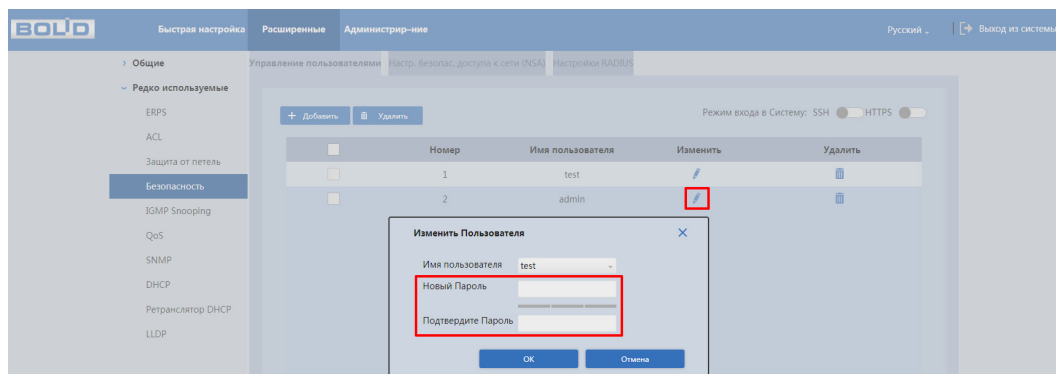 BOLID Быстрая настройка Расширенные Администрир-ние Русский Выход из системы
Общие Управление пользователями Настр. безопас. доступа к сети (NSA) Настройки RADIUS
Редко используемые
ERPS + Добавить Удалить Режим входа в Систему: SSH HTTPS
ACL
Номер Имя пользователя Изменить Удалить
Защита от петель
1 test
Безопасность
2 admin
IGMP Snooping
Изменить Пользователя
QoS
SNMP Имя пользователя test
DHCP Новый Пароль
Ретранслятор DHCP
Подтвердите Пароль
LLDP
OK Отмена